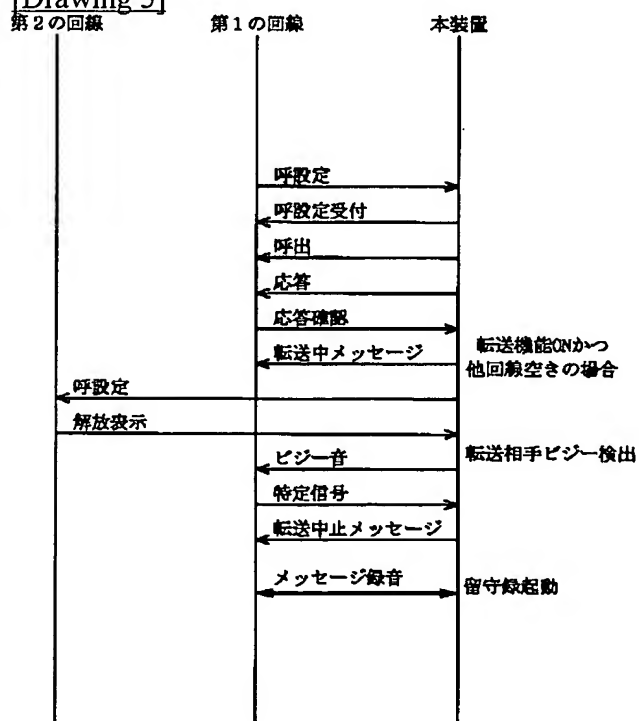 [Drawing 5]
第2の回線 第1の回線 本装置
呼設定
呼設定受付
呼出
応答
応答確認
転送中メッセージ
転送機能ONかつ
他回線空きの場合
呼設定
解放表示
ビジー音
転送相手ビジー検出
特定信号
転送中止メッセージ
メッセージ録音
留守録起動